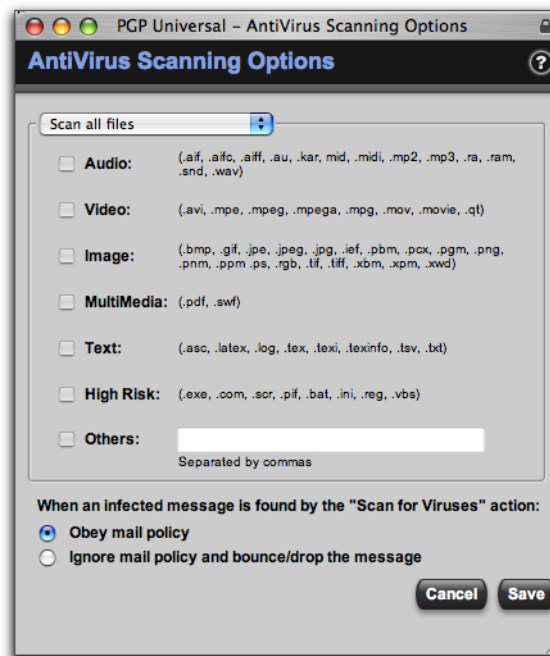 PGP Universal – AntiVirus Scanning Options
AntiVirus Scanning Options
?
Scan all files
Audio: (.aif, .aifc, .aiff, .au, .kar, mid, .midi, .mp2, .mp3, .ra, .ram,
.snd, .wav)
Video: (.avi, .mpe, .mpeg, .mpega, .mpg, .mov, .movie, .qt)
Image: (.bmp, .gif, .jpe, .jpeg, .jpg, .ief, .pbm, .pcx, .pgm, .png,
.pnm, .ppm .ps, .rgb, .tif, .tiff, .xbm, .xpm, .xwd)
MultiMedia: (.pdf, .swf)
Text: (.asc, .latex, .log, .tex, .texi, .texinfo, .tsv, .txt)
High Risk: (.exe, .com, .scr, .pif, .bat, .ini, .reg, .vbs)
Others:
Separated by commas
When an infected message is found by the "Scan for Viruses" action:
Obey mail policy
Ignore mail policy and bounce/drop the message
Cancel Save